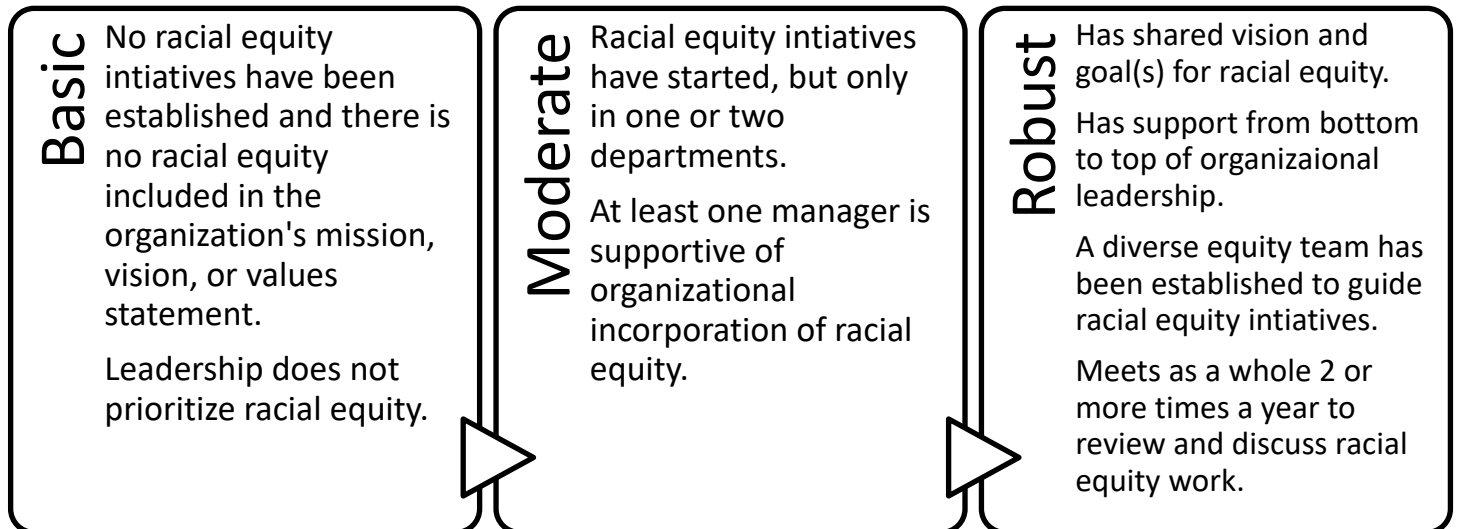 Basic
No racial equity
intiatives have been
established and there is
no racial equity
included in the
organization's mission,
vision, or values
statement.
Leadership does not
prioritize racial equity.
Moderate
Racial equity intiatives
have started, but only
in one or two
departments.
At least one manager is
supportive of
organizational
incorporation of racial
equity.
Robust
Has shared vision and
goal(s) for racial equity.
Has support from bottom
to top of organizaional
leadership.
A diverse equity team has
been established to guide
racial equity intiatives.
Meets as a whole 2 or
more times a year to
review and discuss racial
equity work.